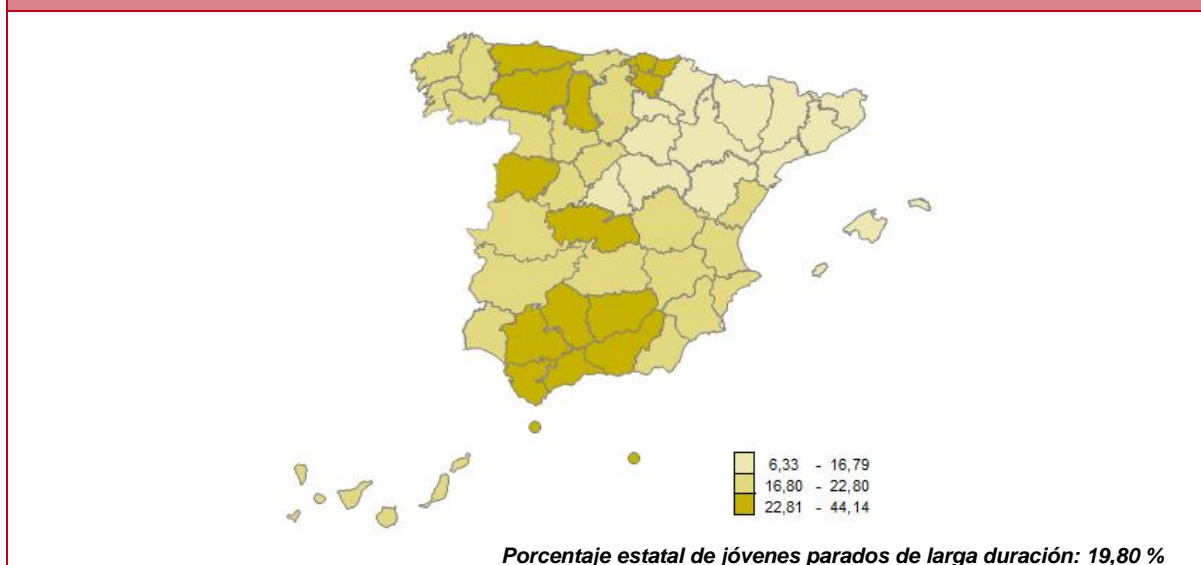 6,33 - 16,79
16,80 - 22,80
22,81 - 44,14
Porcentaje estatal de jóvenes parados de larga duración: 19,80 %